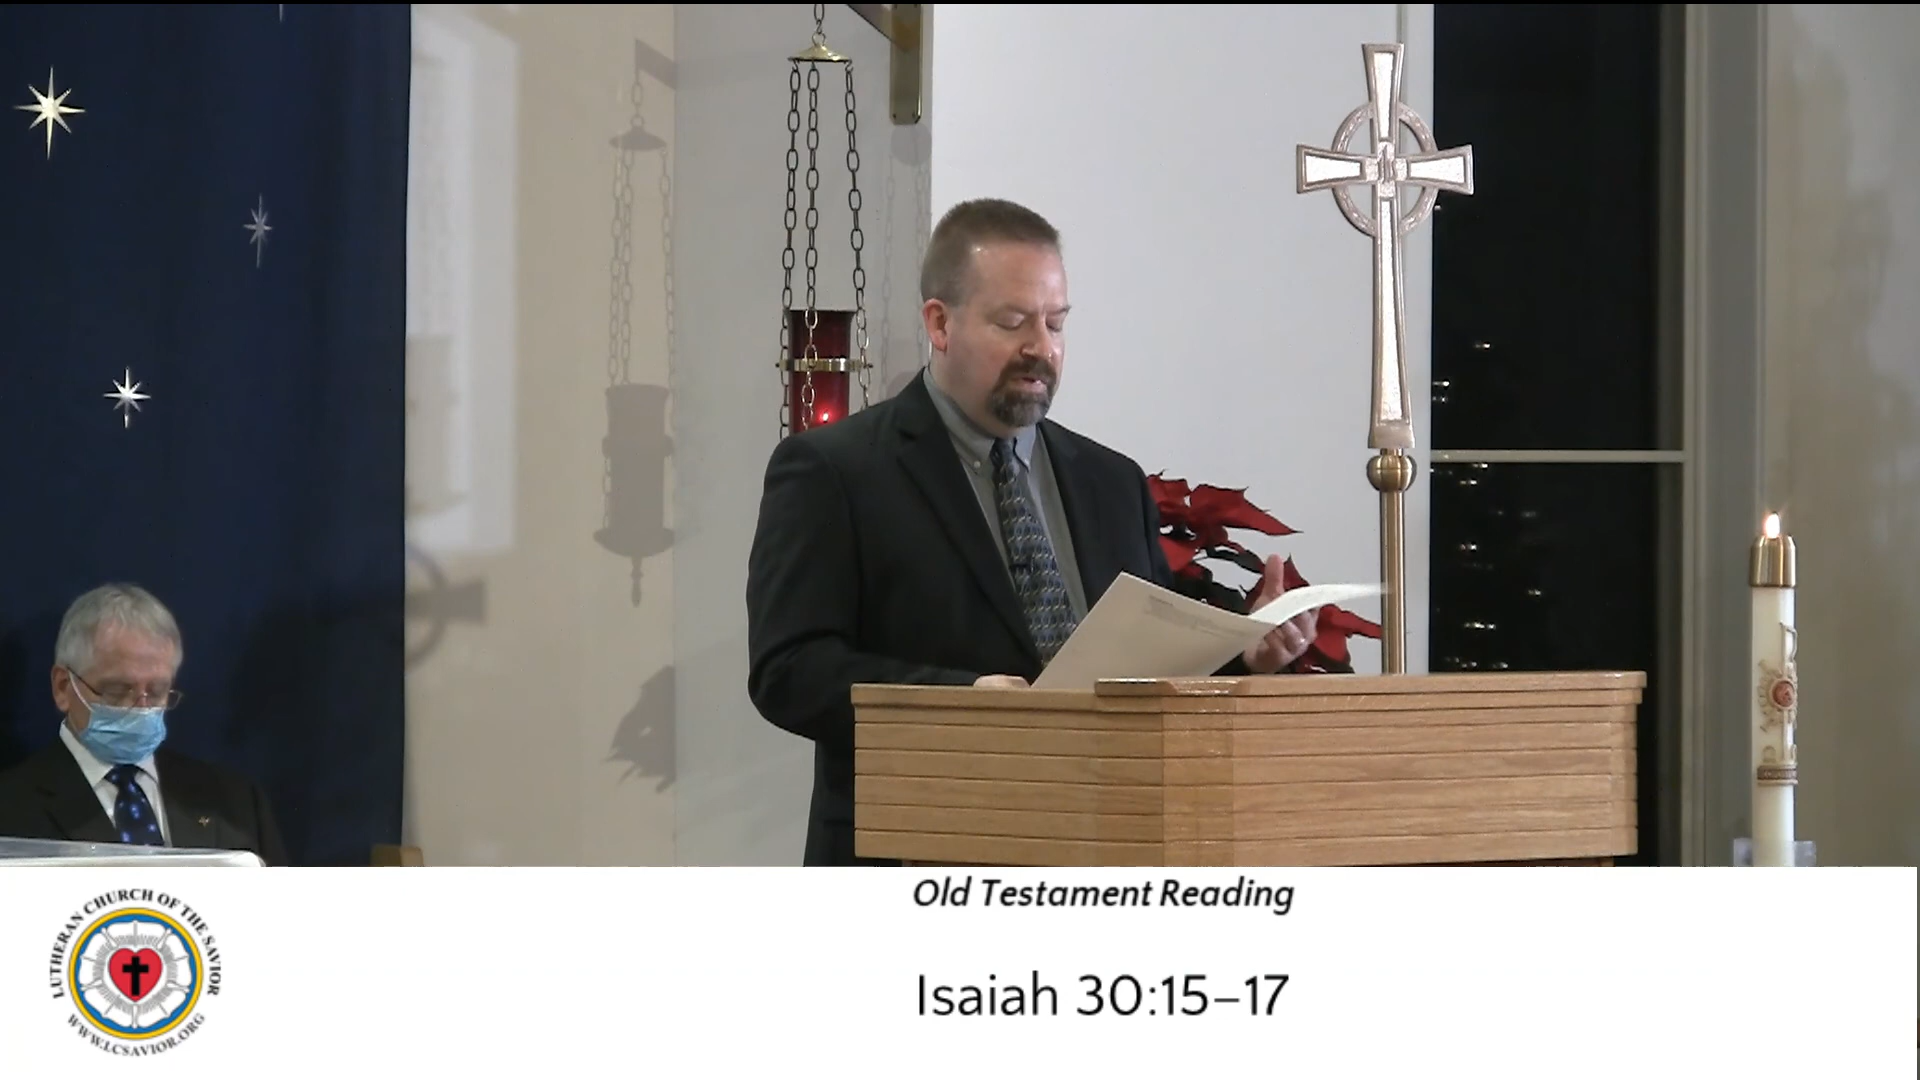 Old Testament Reading
Isaiah 30:15–17
LUTHERAN CHURCH OF THE SAVIOR
WWW.LCSAVIOR.ORG